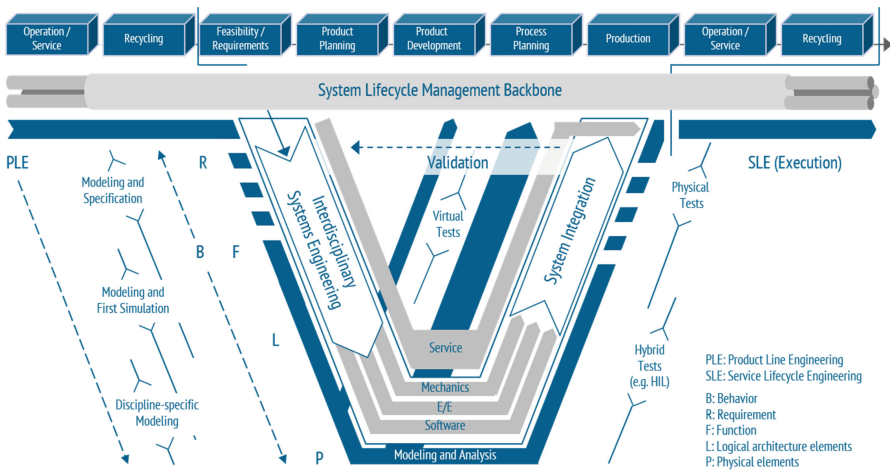 Operation /
Service
Recycling
Feasibility /
Requirements
Product
Planning
Product
Development
Process
Planning
Production
Operation /
Service
Recycling
System Lifecycle Management Backbone
PLE
Modeling and
Specification
R
Interdisciplinary
Systems Engineering
Validation
Virtual
Tests
System Integration
Physical
Tests
SLE (Execution)
B
F
Modeling and
First Simulation
L
Service
Mechanics
E/E
Software
Hybrid
Tests
(e.g. HIL)
Discipline-specific
Modeling
P
Modeling and Analysis
PLE: Product Line Engineering
SLE: Service Lifecycle Engineering
B: Behavior
R: Requirement
F: Function
L: Logical architecture elements
P: Physical elements